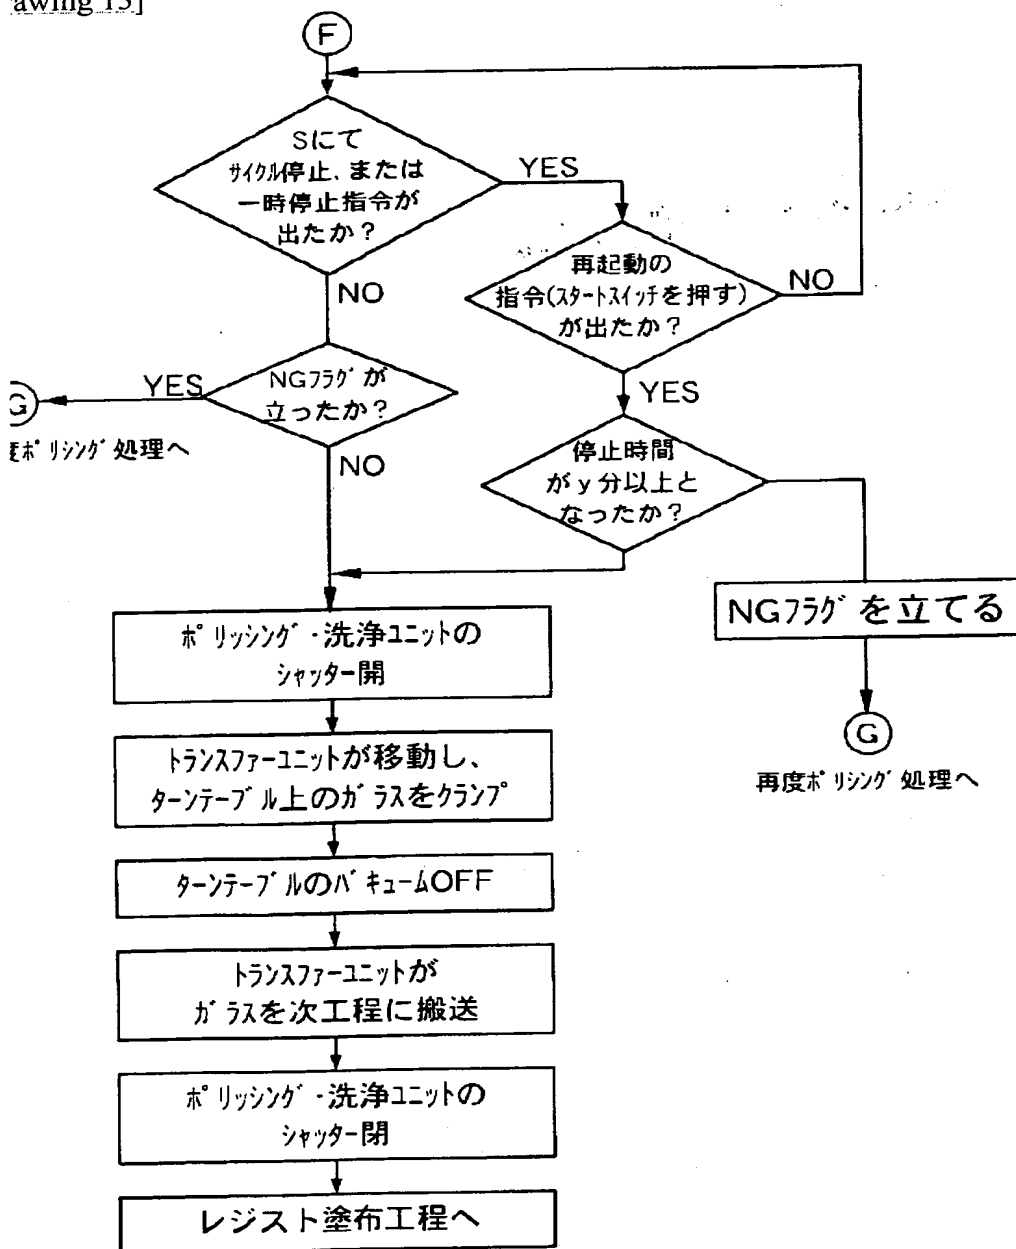 awing 13]
F
Sにて
ｻｲｸﾙ停止、または
一時停止指令が
出たか？
YES
NO
再起動の
指令(ｽﾀｰﾄｽｲｯﾁを押す)
が出たか？
NO
YES
NGﾌﾗｸﾞが
立ったか？
YES
NO
G
度ﾎﾟﾘｼﾝｸﾞ処理へ
停止時間
がｙ分以上と
なったか？
NGﾌﾗｸﾞを立てる
G
再度ﾎﾟﾘｼﾝｸﾞ処理へ
ﾎﾟﾘｯｼﾝｸﾞ・洗浄ﾕﾆｯﾄの
ｼｬｯﾀｰ開
ﾄﾗﾝｽﾌｧｰﾕﾆｯﾄが移動し、
ﾀｰﾝﾃｰﾌﾞﾙ上のｶﾞﾗｽをｸﾗﾝﾌﾟ
ﾀｰﾝﾃｰﾌﾞﾙのﾊﾞｷｭｰﾑOFF
ﾄﾗﾝｽﾌｧｰﾕﾆｯﾄが
ｶﾞﾗｽを次工程に搬送
ﾎﾟﾘｯｼﾝｸﾞ・洗浄ﾕﾆｯﾄの
ｼｬｯﾀｰ閉
レジスト塗布工程へ